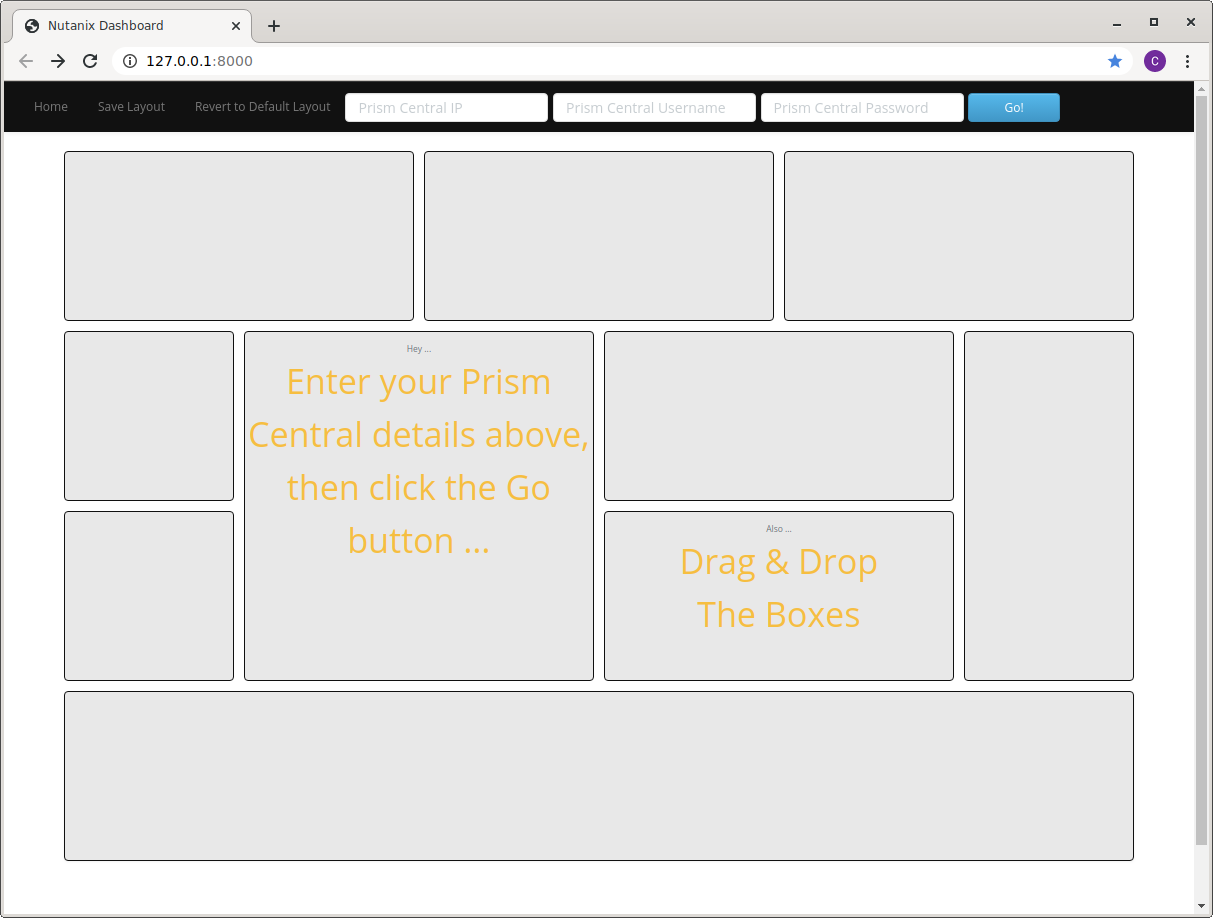 Nutanix Dashboard
127.0.0.1:8000
C
Home Save Layout Revert to Default Layout Prism Central IP Prism Central Username Prism Central Password Go!
Hey ...
Enter your Prism
Central details above,
then click the Go
button ...
Also ...
Drag & Drop
The Boxes